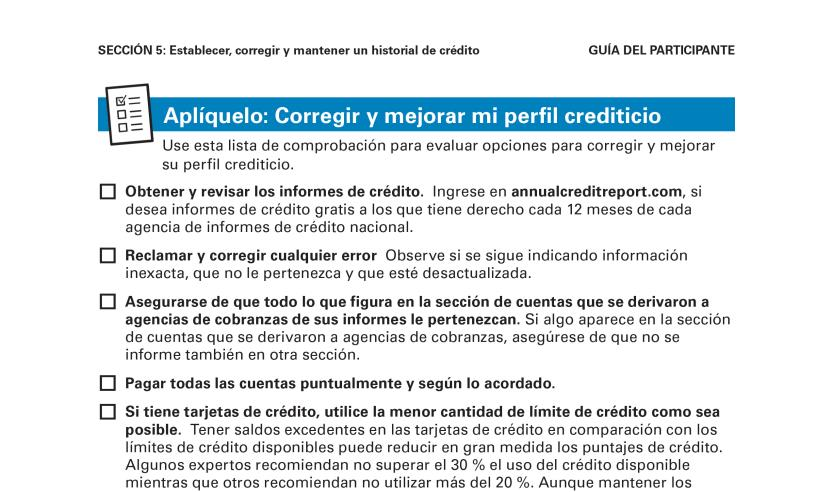 SECCIÓN 5: Establecer, corregir y mantener un historial de crédito GUÍA DEL PARTICIPANTE
Aplíquelo: Corregir y mejorar mi perfil crediticio
Use esta lista de comprobación para evaluar opciones para corregir y mejorar
su perfil crediticio.
Obtener y revisar los informes de crédito. Ingrese en annualcreditreport.com, si
desea informes de crédito gratis a los que tiene derecho cada 12 meses de cada
agencia de informes de crédito nacional.
Reclamar y corregir cualquier error Observe si se sigue indicando información
inexacta, que no le pertenezca y que esté desactualizada.
Asegurarse de que todo lo que figura en la sección de cuentas que se derivaron a
agencias de cobranzas de sus informes le pertenezcan. Si algo aparece en la sección
de cuentas que se derivaron a agencias de cobranzas, asegúrese de que no se
informe también en otra sección.
Pagar todas las cuentas puntualmente y según lo acordado.
Si tiene tarjetas de crédito, utilice la menor cantidad de límite de crédito como sea
posible. Tener saldos excedentes en las tarjetas de crédito en comparación con los
límites de crédito disponibles puede reducir en gran medida los puntajes de crédito.
Algunos expertos recomiendan no superar el 30 % el uso del crédito disponible
mientras que otros recomiendan no utilizar más del 20 %. Aunque mantener los